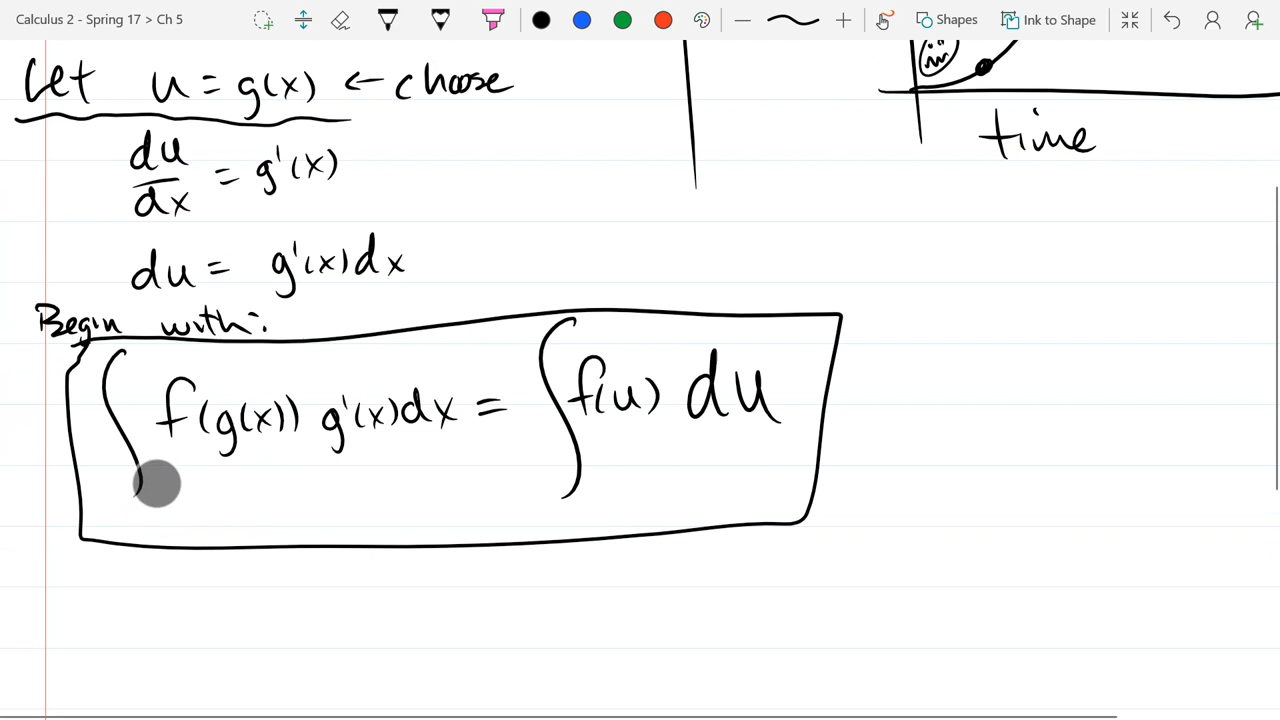 Calculus 2 - Spring 17 > Ch 5
Shapes
Ink to Shape
Let u = g(x) ← choose
du/dx = g'(x)
time
du = g'(x)dx
Begin with:
∫ f(g(x)) g'(x)dx = ∫ f(u) du